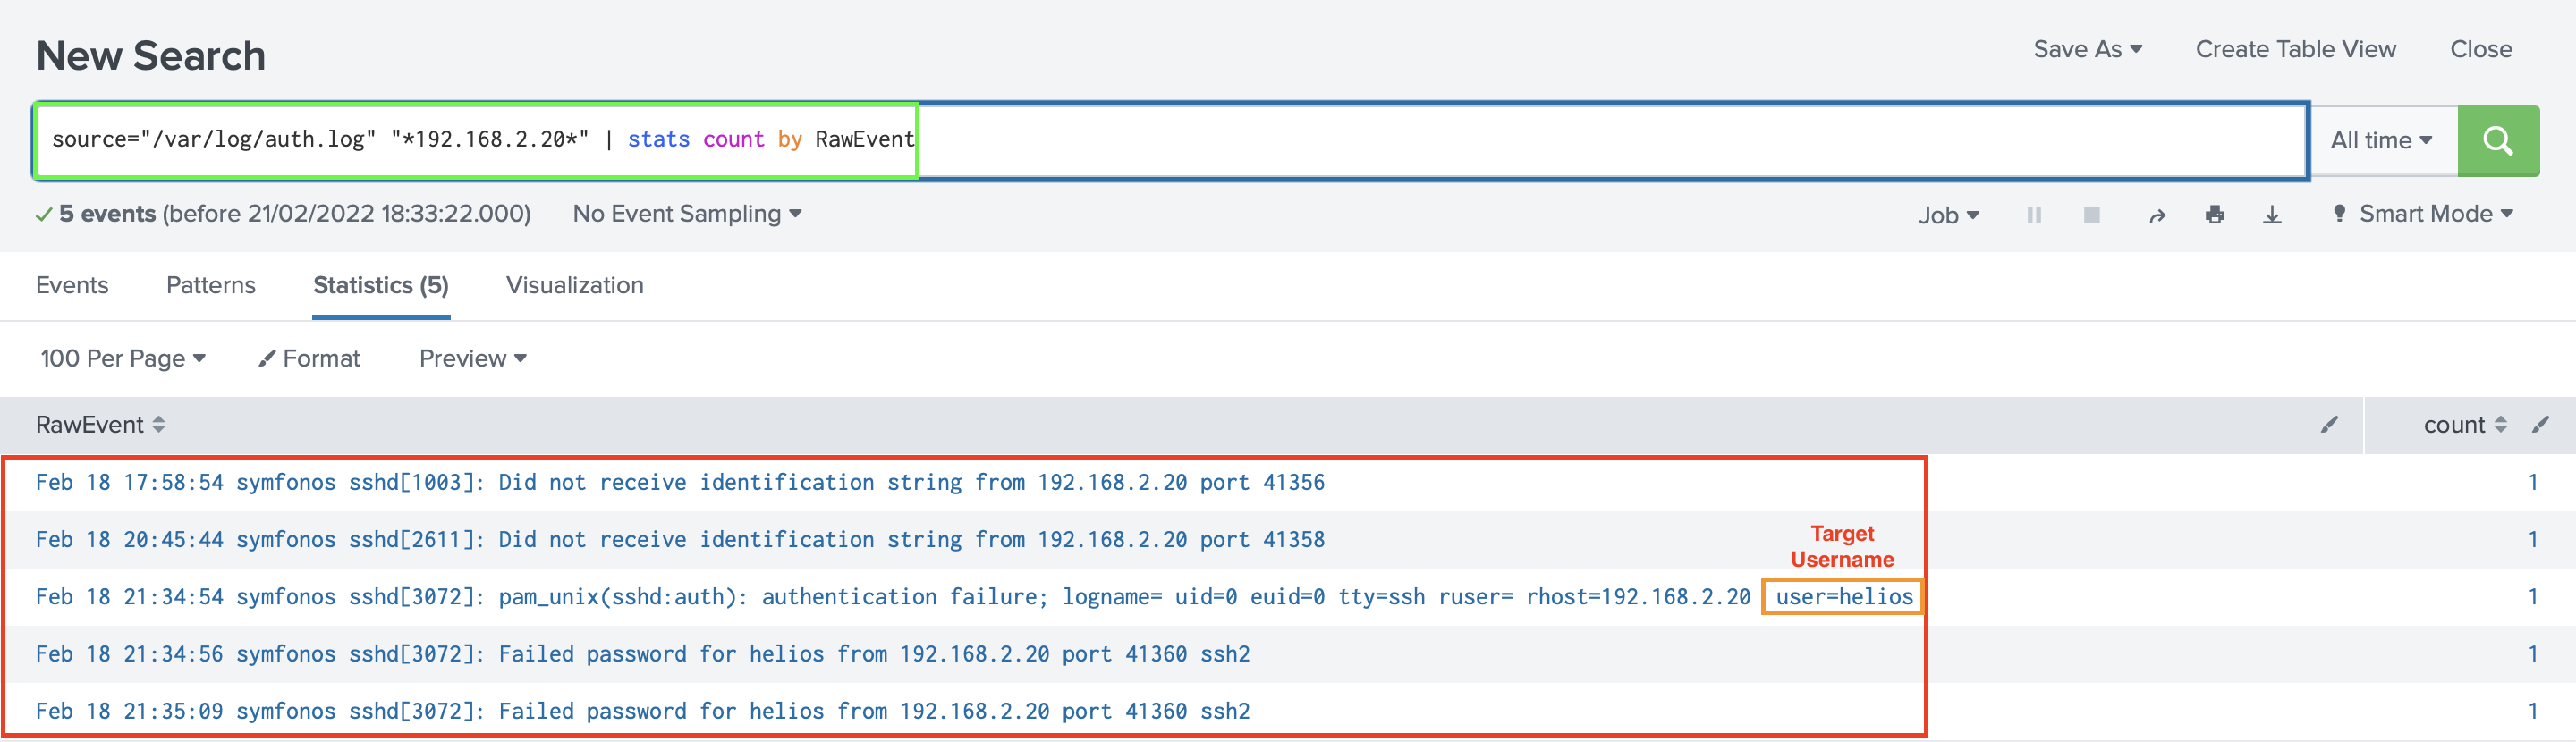 New Search
Save As Create Table View Close
source="/var/log/auth.log" "*192.168.2.20*" | stats count by RawEvent
All time
5 events (before 21/02/2022 18:33:22.000) No Event Sampling
Job Smart Mode
Events Patterns Statistics (5) Visualization
100 Per Page Format Preview
RawEvent count
Feb 18 17:58:54 symfonos sshd[1003]: Did not receive identification string from 192.168.2.20 port 41356 1
Feb 18 20:45:44 symfonos sshd[2611]: Did not receive identification string from 192.168.2.20 port 41358 1
Target
Username
Feb 18 21:34:54 symfonos sshd[3072]: pam_unix(sshd:auth): authentication failure; logname= uid=0 euid=0 tty=ssh ruser= rhost=192.168.2.20 user=helios 1
Feb 18 21:34:56 symfonos sshd[3072]: Failed password for helios from 192.168.2.20 port 41360 ssh2 1
Feb 18 21:35:09 symfonos sshd[3072]: Failed password for helios from 192.168.2.20 port 41360 ssh2 1